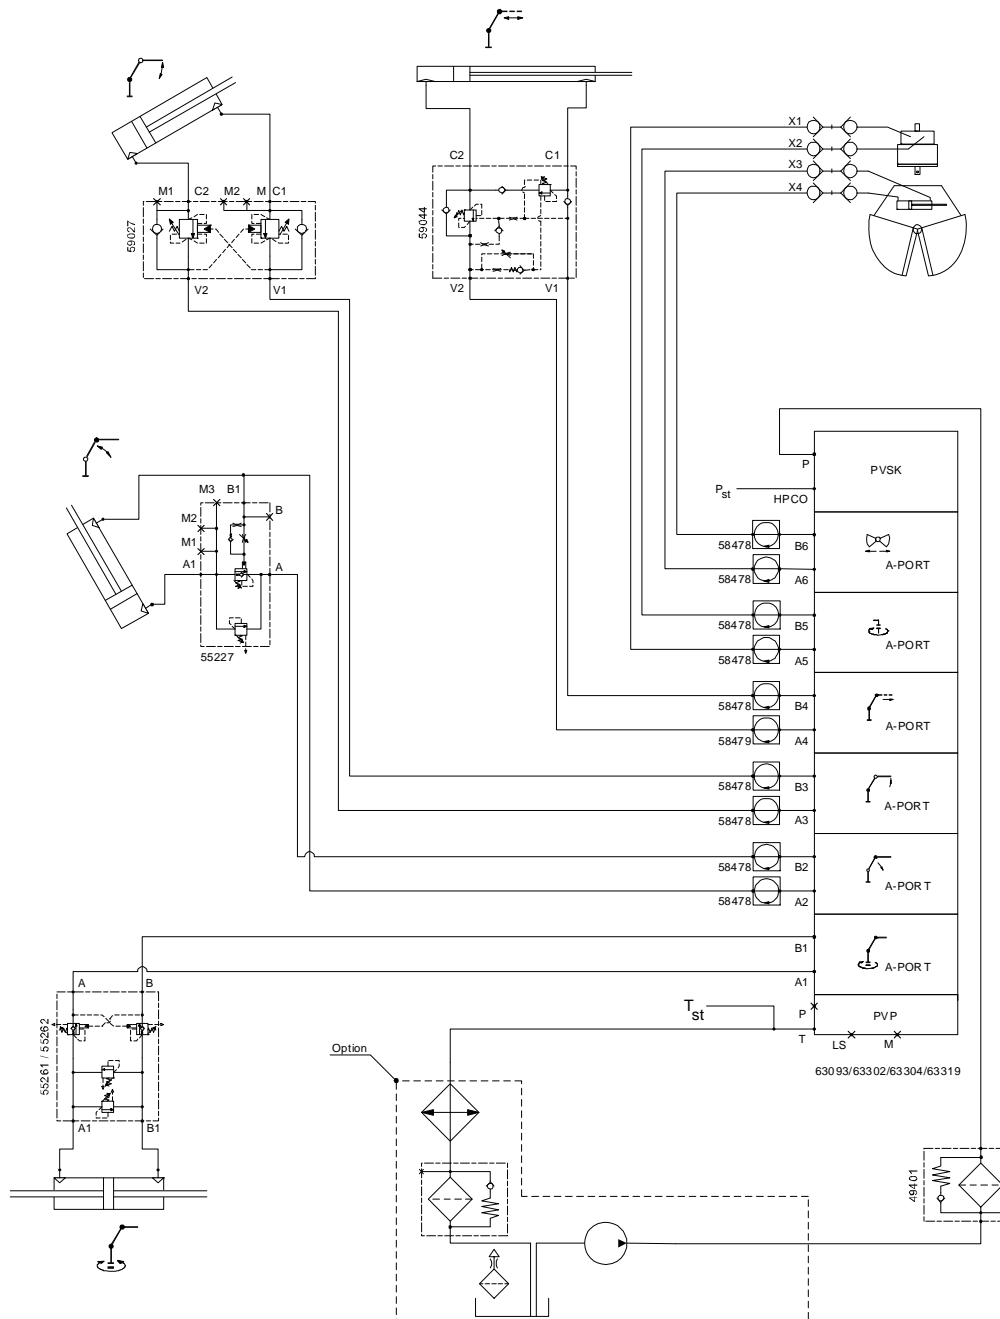 X1
X2
X3
X4
C2
C1
59044
V2
V1
M1
C2
M2
M
C1
59027
V2
V1
P
PVSK
Pst
HPCO
M3
B1
B
M2
M1
A1
A
55227
58478
B6
A-PORT
58478
A6
58478
B5
A-PORT
58478
A5
58478
B4
A-PORT
58479
A4
58478
B3
A-PORT
58478
A3
58478
B2
A-PORT
58478
A2
B1
A-PORT
A1
A
B
55261 / 55262
A1
B1
Tst
P
PVP
T
LS
M
63093/63302/63304/63319
Option
49401